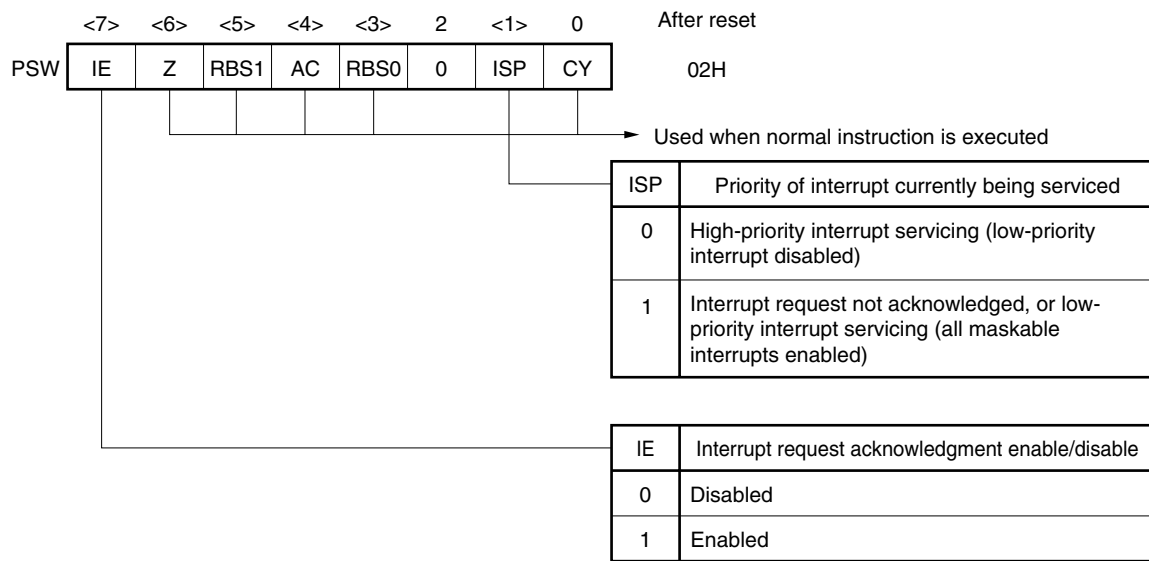 <7> <6> <5> <4> <3> 2 <1> 0 After reset
PSW IE Z RBS1 AC RBS0 0 ISP CY 02H
Used when normal instruction is executed
ISP Priority of interrupt currently being serviced
0 High-priority interrupt servicing (low-priority
interrupt disabled)
1 Interrupt request not acknowledged, or low-
priority interrupt servicing (all maskable
interrupts enabled)
IE Interrupt request acknowledgment enable/disable
0 Disabled
1 Enabled